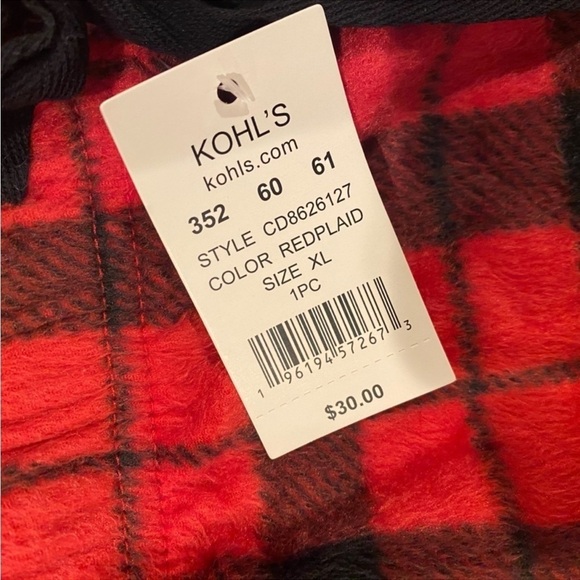 KOHL'S
kohls.com
352 60 61
STYLE CD8626127
COLOR REDPLAID
SIZE XL
1PC
1 96194 57267 3
$30.00